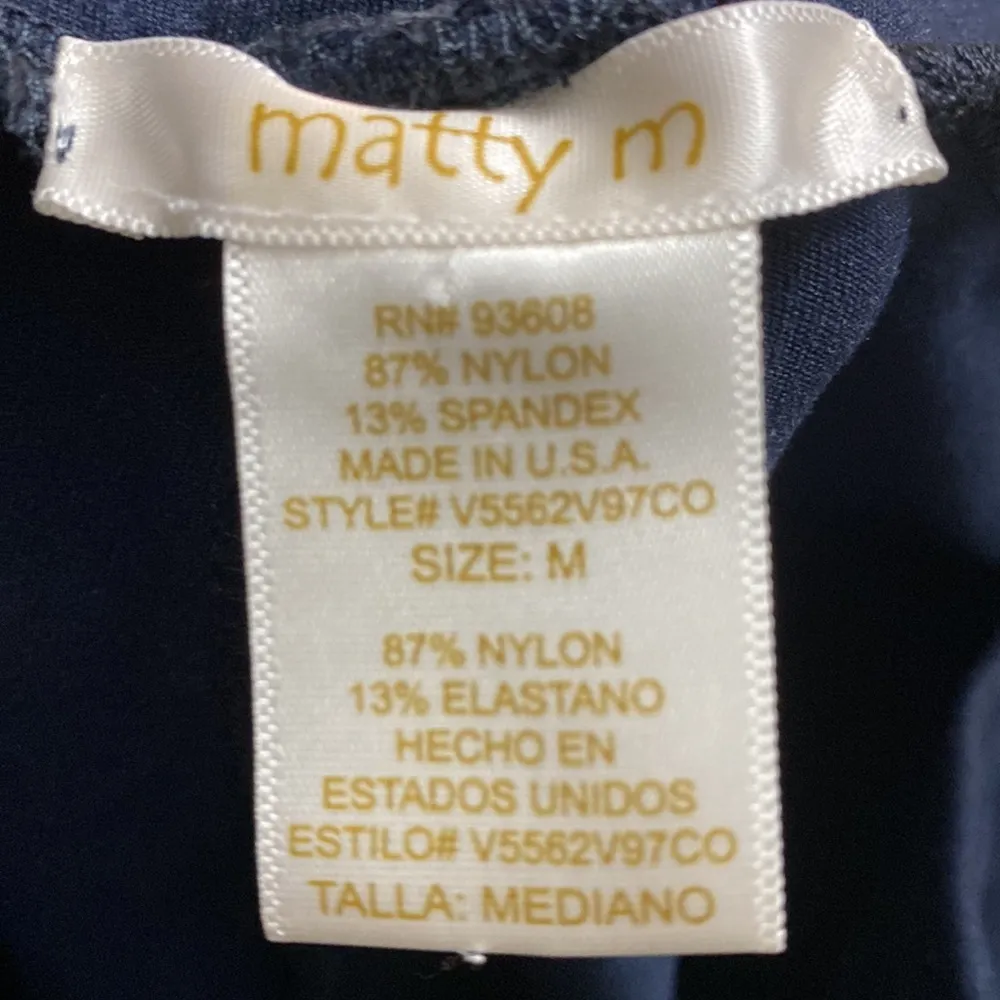 matty m
RN# 93608
87% NYLON
13% SPANDEX
MADE IN U.S.A.
STYLE# V5562V97CO
SIZE: M
87% NYLON
13% ELASTANO
HECHO EN
ESTADOS UNIDOS
ESTILO# V5562V97CO
TALLA: MEDIANO